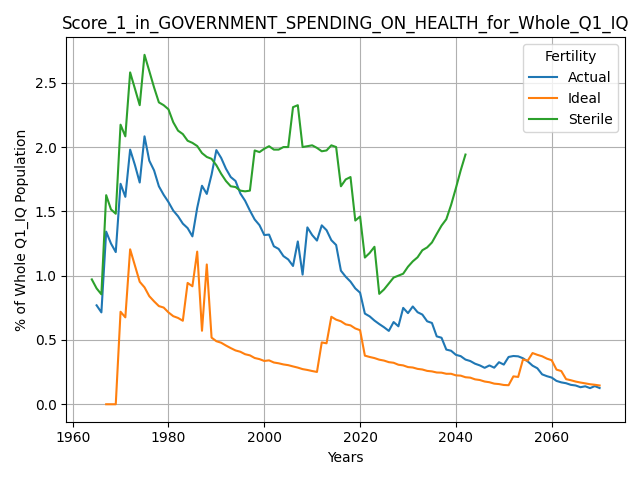 Score_1_in_GOVERNMENT_SPENDING_ON_HEALTH_for_Whole_Q1_IQ
Fertility
Actual
Ideal
Sterile
% of Whole Q1_IQ Population
2.5
2.0
1.5
1.0
0.5
0.0
1960
1980
2000
2020
2040
2060
Years